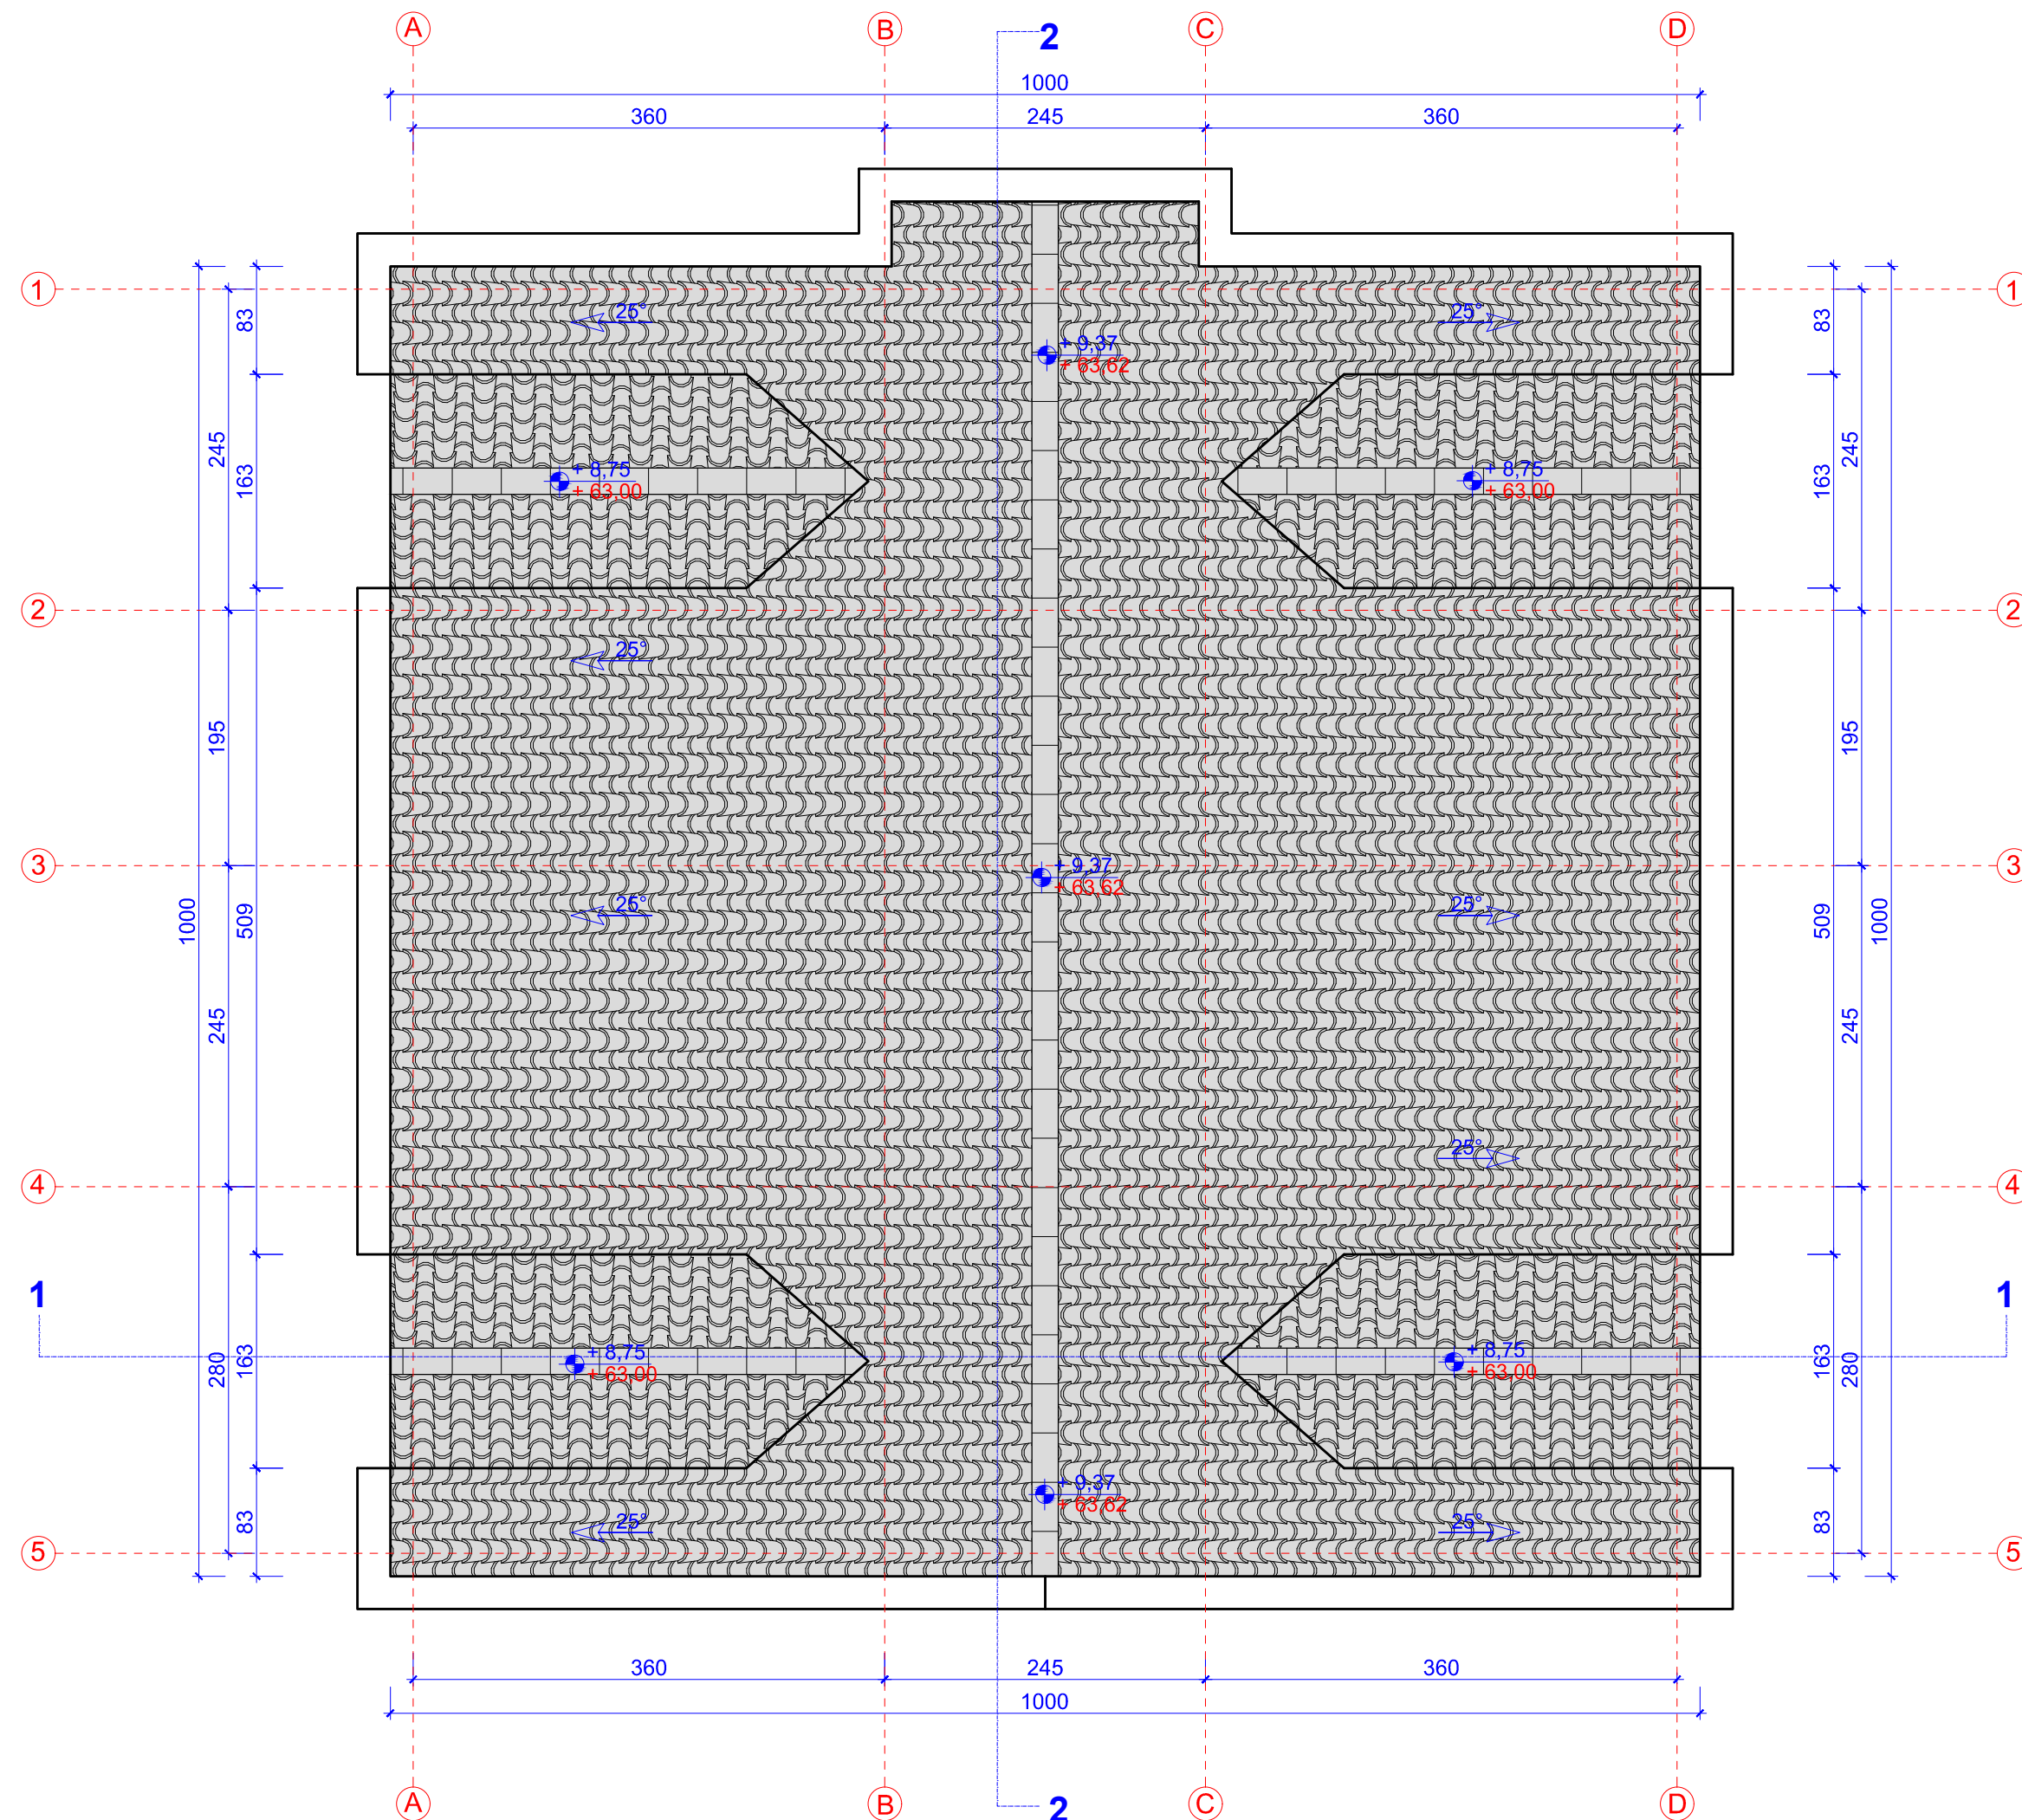 A B C D
2
1000
360 245 360
1 1
83 83
25° 25°
+ 9,37
+ 63,62
245 163 163 245
+ 8,75 + 8,75
+ 63,00 + 63,00
2 2
25°
195 195
3 3
+ 9,37
+ 63,62
1000 509 25° 25° 509 1000
245 245
25°
4 4
1 1
280 163 163 280
+ 8,75 + 8,75
+ 63,00 + 63,00
+ 9,37
+ 63,62
83 25° 25° 83
5 5
360 245 360
1000
A B C D
2